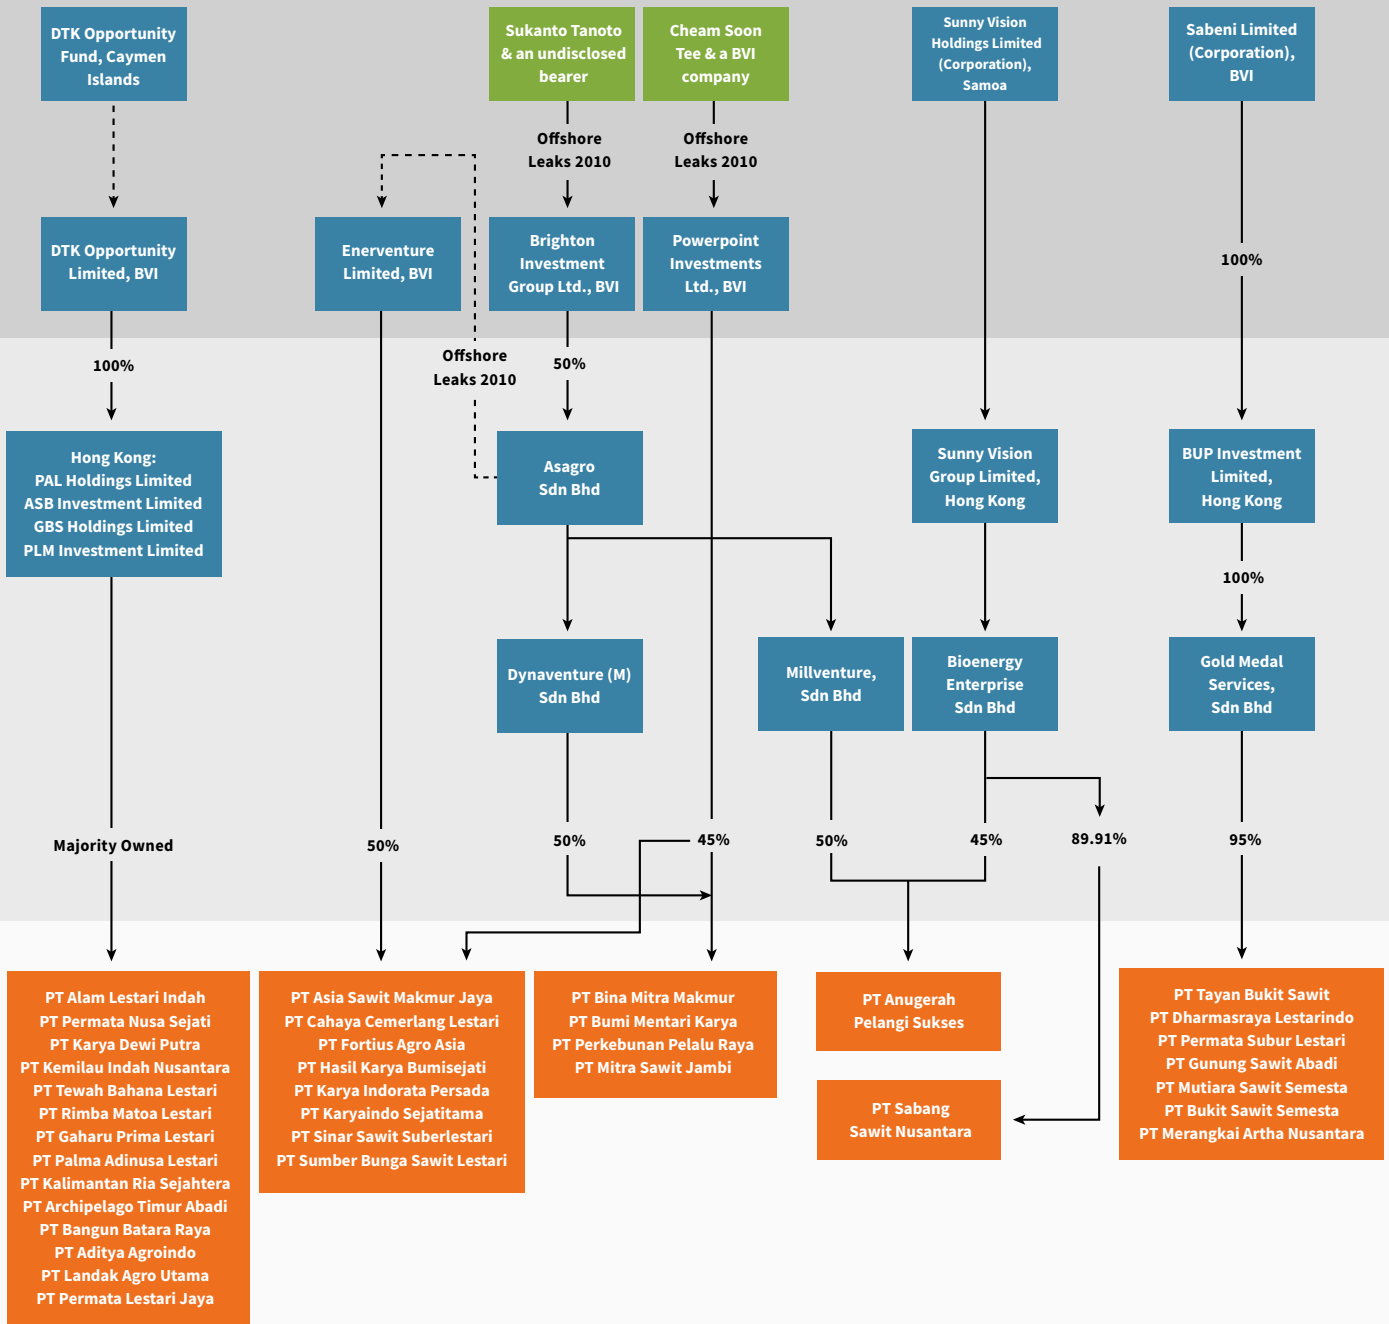 DTK Opportunity
Fund, Caymen
Islands
Sukanto Tanoto
& an undisclosed
bearer
Cheam Soon
Tee & a BVI
company
Sunny Vision
Holdings Limited
(Corporation),
Samoa
Sabeni Limited
(Corporation),
BVI
Offshore
Leaks 2010
Offshore
Leaks 2010
DTK Opportunity
Limited, BVI
Enerventure
Limited, BVI
Brighton
Investment
Group Ltd., BVI
Powerpoint
Investments
Ltd., BVI
100%
100%
Offshore
Leaks 2010
50%
Hong Kong:
PAL Holdings Limited
ASB Investment Limited
GBS Holdings Limited
PLM Investment Limited
Asagro
Sdn Bhd
Sunny Vision
Group Limited,
Hong Kong
BUP Investment
Limited,
Hong Kong
100%
Dynaventure (M)
Sdn Bhd
Millventure,
Sdn Bhd
Bioenergy
Enterprise
Sdn Bhd
Gold Medal
Services,
Sdn Bhd
Majority Owned
50%
50%
45%
50%
45%
89.91%
95%
PT Alam Lestari Indah
PT Permata Nusa Sejati
PT Karya Dewi Putra
PT Kemilau Indah Nusantara
PT Tewah Bahana Lestari
PT Rimba Matoa Lestari
PT Gaharu Prima Lestari
PT Palma Adinusa Lestari
PT Kalimantan Ria Sejahtera
PT Archipelago Timur Abadi
PT Bangun Batara Raya
PT Aditya Agroindo
PT Landak Agro Utama
PT Permata Lestari Jaya
PT Asia Sawit Makmur Jaya
PT Cahaya Cemerlang Lestari
PT Fortius Agro Asia
PT Hasil Karya Bumisejati
PT Karya Indorata Persada
PT Karyaindo Sejatitama
PT Sinar Sawit Suberlestari
PT Sumber Bunga Sawit Lestari
PT Bina Mitra Makmur
PT Bumi Mentari Karya
PT Perkebunan Pelalu Raya
PT Mitra Sawit Jambi
PT Anugerah
Pelangi Sukses
PT Sabang
Sawit Nusantara
PT Tayan Bukit Sawit
PT Dharmasraya Lestarindo
PT Permata Subur Lestari
PT Gunung Sawit Abadi
PT Mutiara Sawit Semesta
PT Bukit Sawit Semesta
PT Merangkai Artha Nusantara